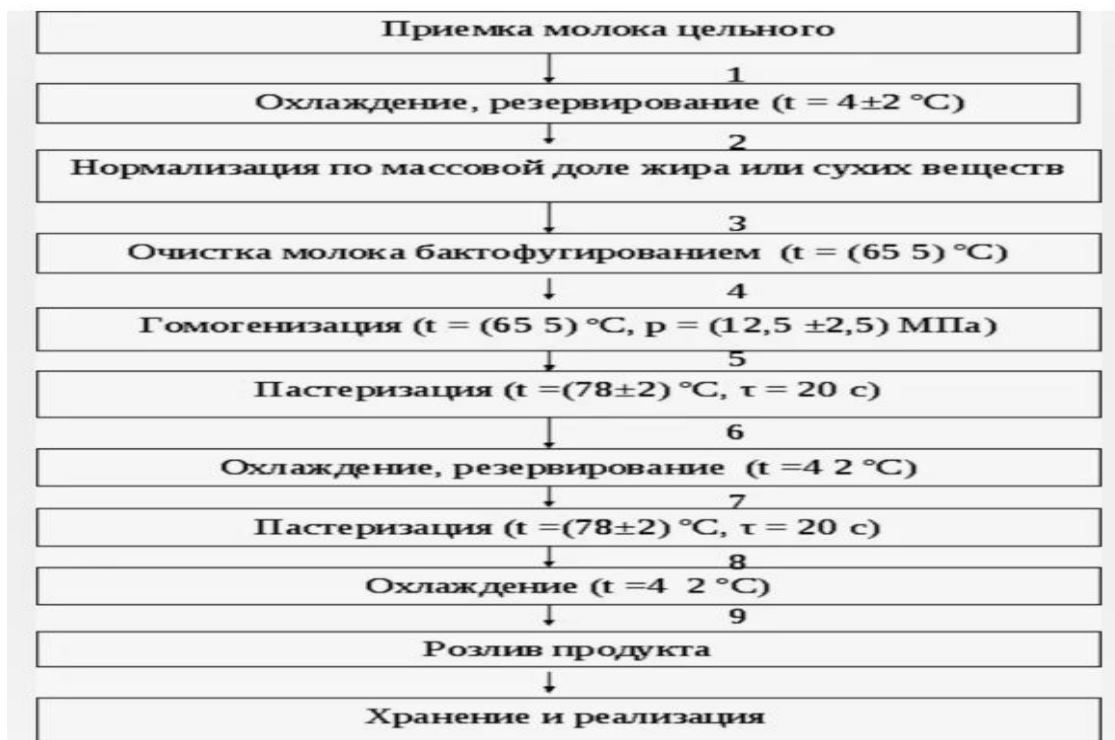 Приемка молока цельного
1
Охлаждение, резервирование (t = 4±2 °C)
2
Нормализация по массовой доле жира или сухих веществ
3
Очистка молока бактофугированием (t = (65 5) °C)
4
Гомогенизация (t = (65 5) °C, p = (12,5 ±2,5) МПа)
5
Пастеризация (t =(78±2) °C, τ = 20 с)
6
Охлаждение, резервирование (t =4 2 °C)
7
Пастеризация (t =(78±2) °C, τ = 20 с)
8
Охлаждение (t =4 2 °C)
9
Розлив продукта
Хранение и реализация